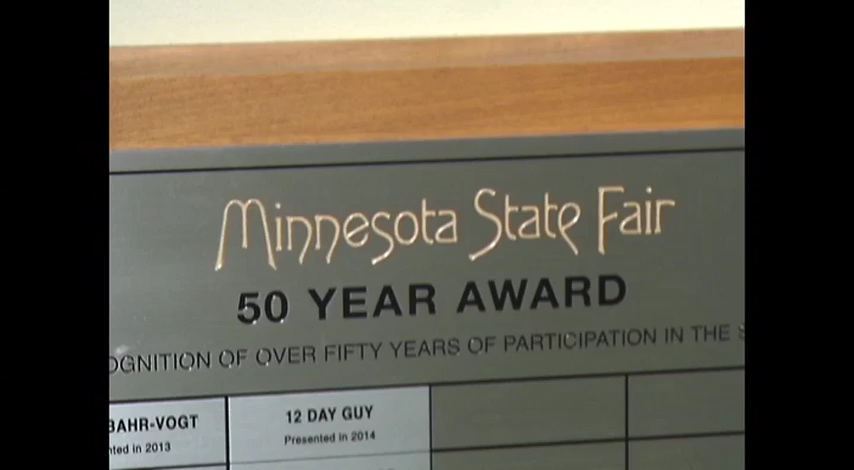 Minnesota State Fair
50 YEAR AWARD
OGNITION OF OVER FIFTY YEARS OF PARTICIPATION IN THE S
BAHR-VOGT
12 DAY GUY
nted in 2013
Presented in 2014